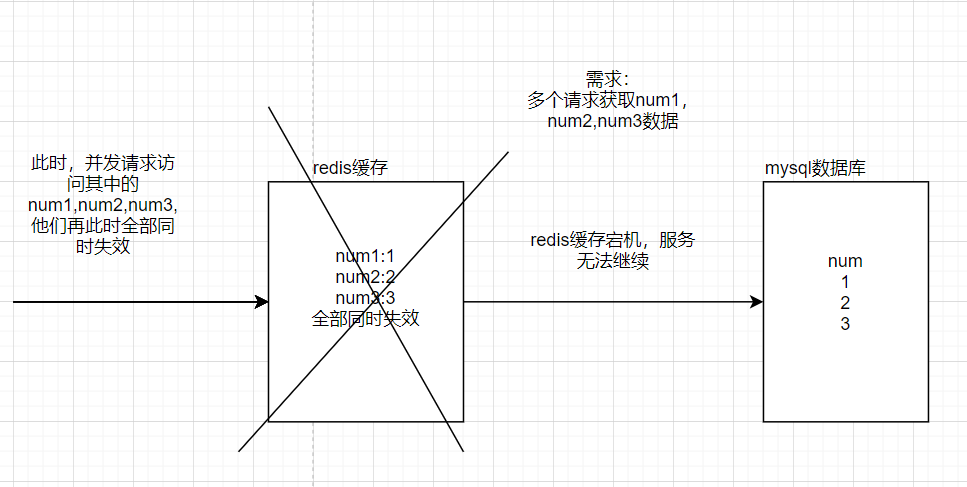 需求：
多个请求获取num1，
num2,num3数据
此时，并发请求访
问其中的
num1,num2,num3,
他们再此时全部同
时失效
redis缓存
num1:1
num2:2
num3:3
全部同时失效
redis缓存宕机，服务
无法继续
mysql数据库
num
1
2
3